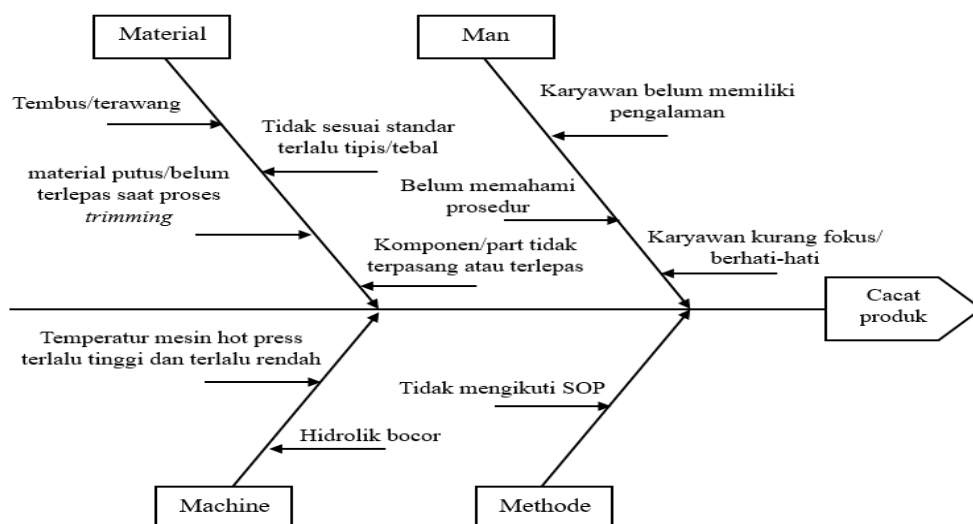 Material
Man
Tembus/terawang
Tidak sesuai standar
terlalu tipis/tebal
material putus/belum
terlepas saat proses
trimming
Komponen/part tidak
terpasang atau terlepas
Karyawan belum memiliki
pengalaman
Belum memahami
prosedur
Karyawan kurang fokus/
berhati-hati
Cacat
produk
Temperatur mesin hot press
terlalu tinggi dan terlalu rendah
Hidrolik bocor
Tidak mengikuti SOP
Machine
Methode